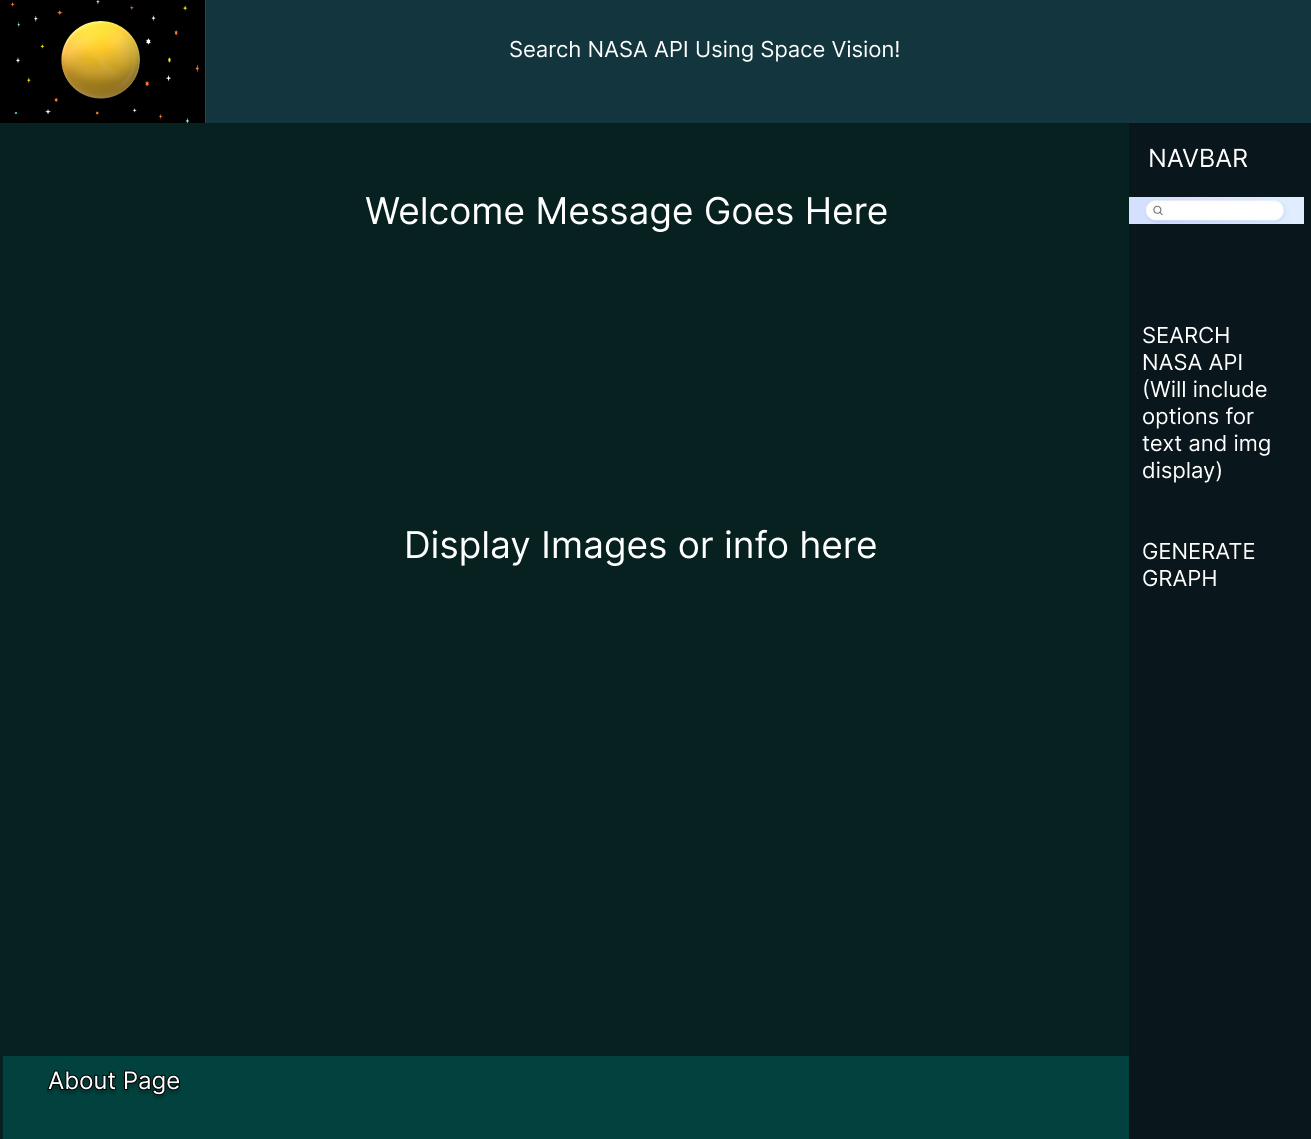 Search NASA API Using Space Vision!
NAVBAR
Welcome Message Goes Here
SEARCH
NASA API
(Will include
options for
text and img
display)
Display Images or info here
GENERATE
GRAPH
About Page